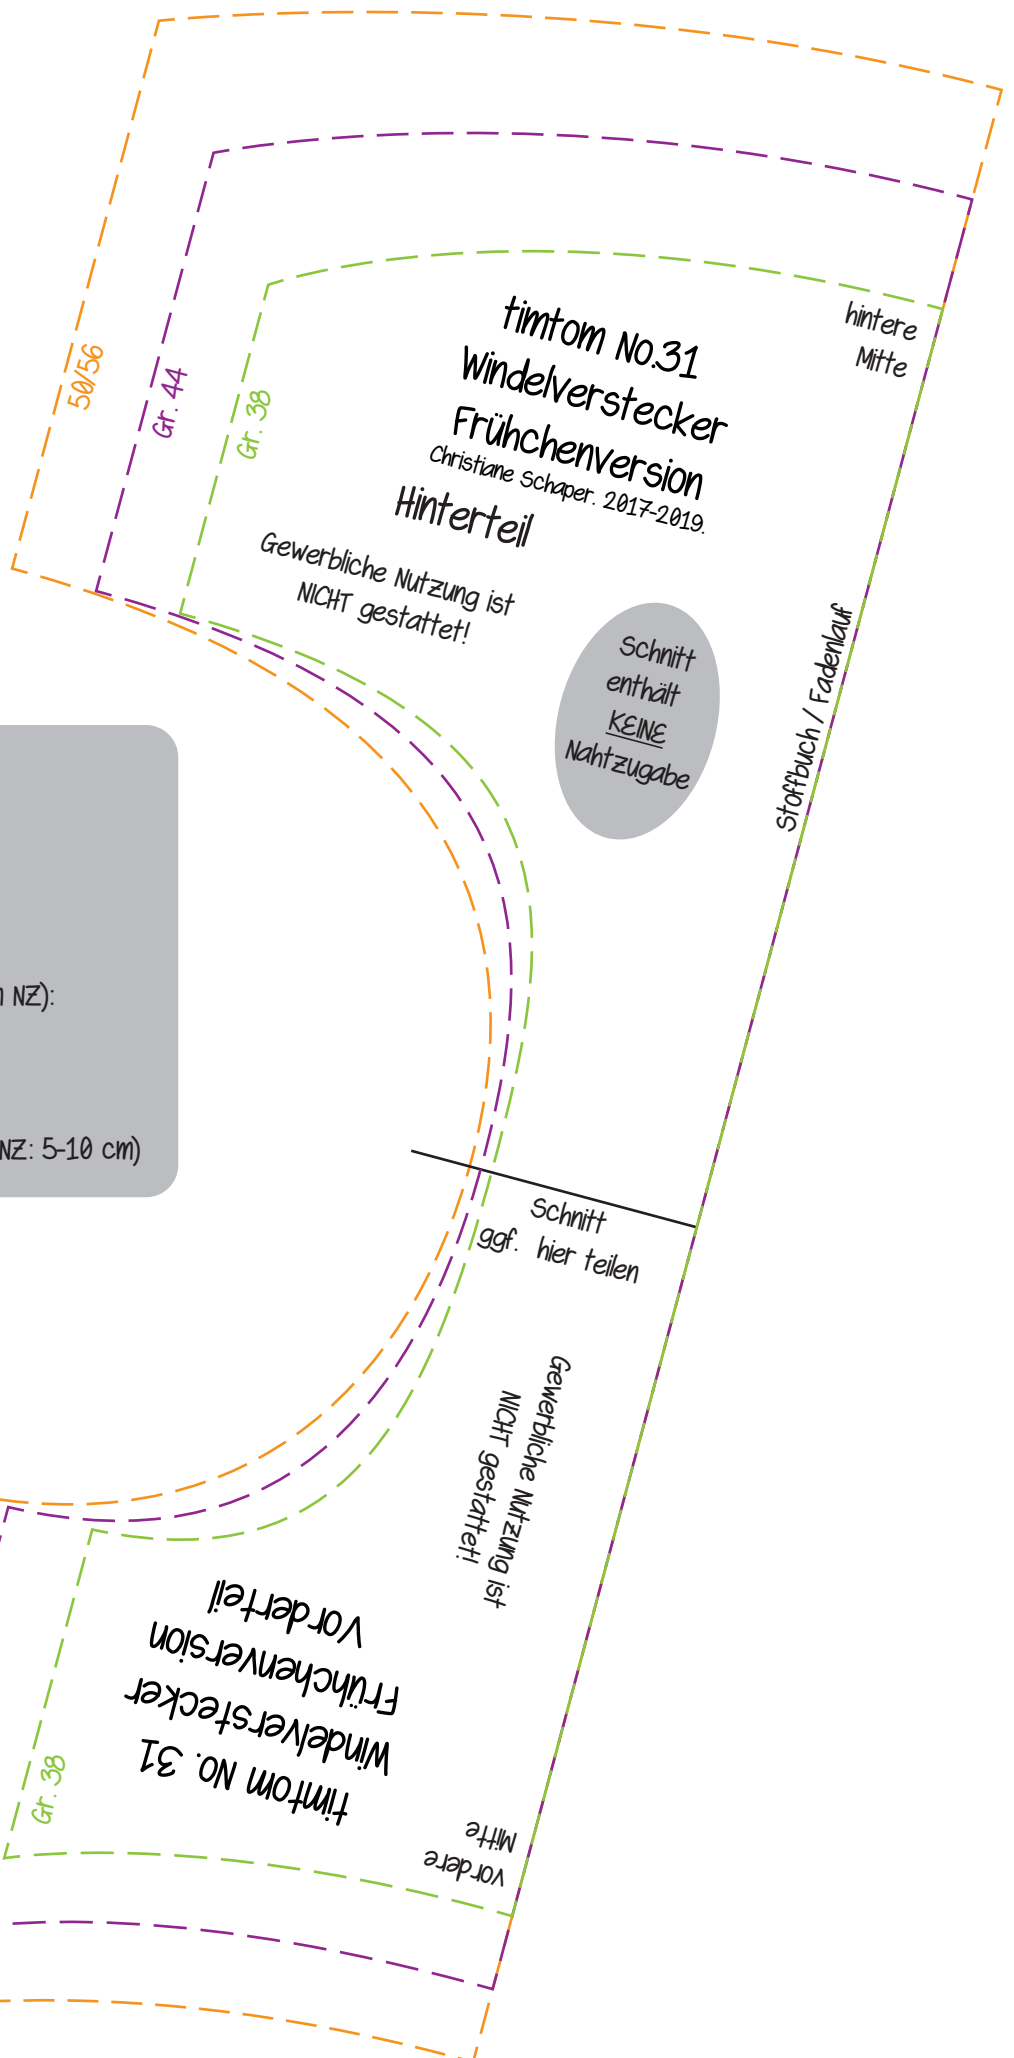 50/56
Gr. 44
Gr. 38
timtom No.31
Windelverstecker
Frühchenversion
Christiane Schaper. 2017-2019.
Hinterteil
Gewerbliche Nutzung ist
NICHT gestattet!
hintere
Mitte
Schnitt
enthält
KEINE
Nahtzugabe
Stoffbuch / Fadenlauf
NZ):
NZ: 5-10 cm)
Schnitt
ggf. hier teilen
Gewerbliche Nutzung ist
NICHT gestattet!
timtom No. 31
Windelverstecker
Frühchenversion
Vorderteil
Gr. 38
vordere
Mitte